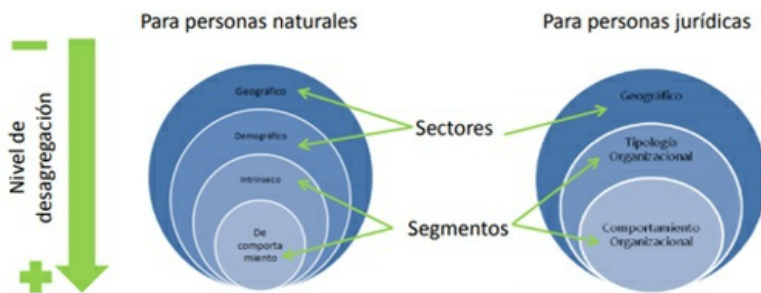 Para personas naturales
Para personas jurídicas
Nivel de
desagregación
Geográfico
Demográfico
Intrínseco
De
comporta
miento
Sectores
Segmentos
Geográfico
Tipología
Organizacional
Comportamiento
Organizacional